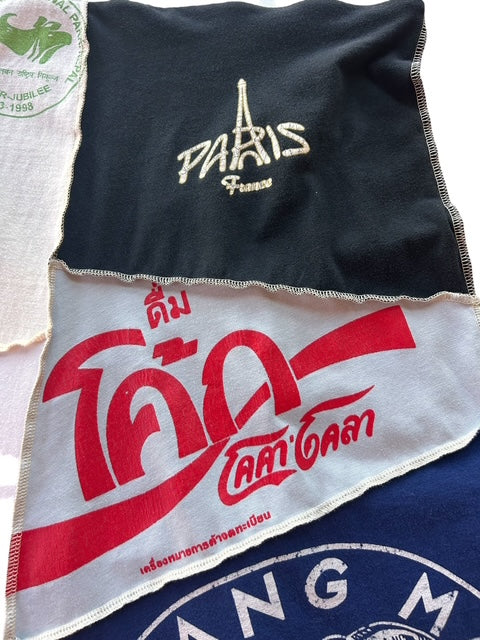 JUBILEE
PARIS
France
ดื่ม
โค้ก
โคคา-โคลา
เครื่องหมายการค้าจดทะเบียน
ANG M